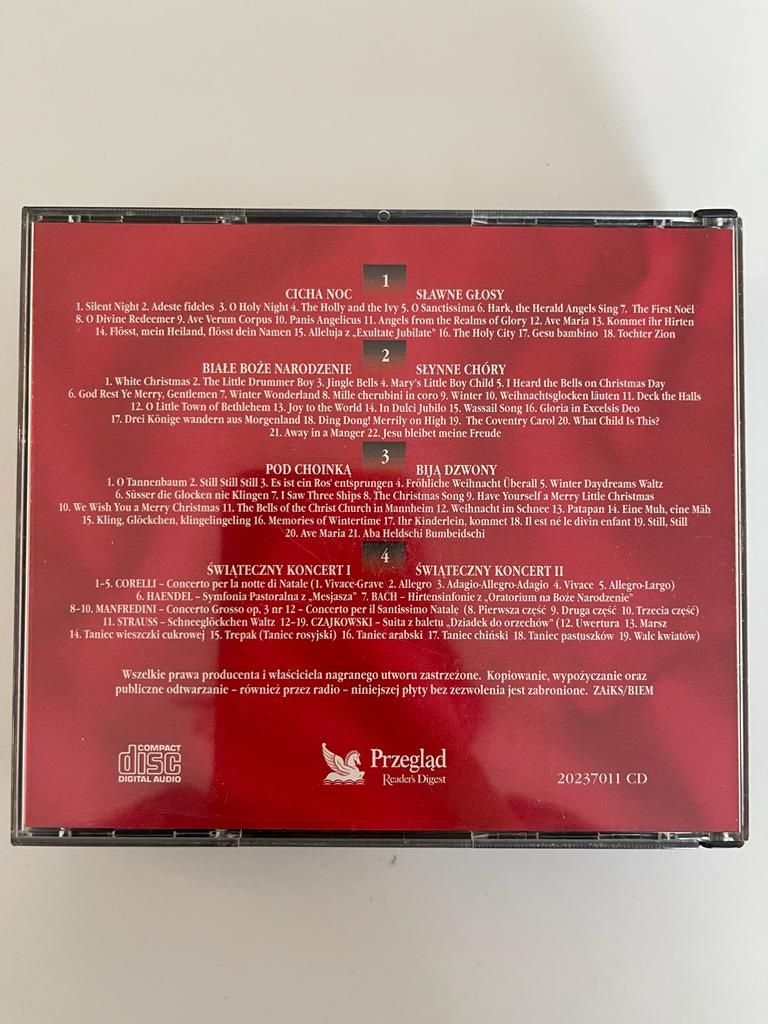 1
CICHA NOC SŁAWNE GŁOSY
1. Silent Night 2. Adeste fideles 3. O Holy Night 4. The Holly and the Ivy 5. O Sanctissima 6. Hark, the Herald Angels Sing 7. The First Noël
8. O Divine Redeemer 9. Ave Verum Corpus 10. Panis Angelicus 11. Angels from the Realms of Glory 12. Ave Maria 13. Kommet ihr Hirten
14. Flösst, mein Heiland, flösst dein Namen 15. Alleluja z „Exultate Jubilate" 16. The Holy City 17. Gesu bambino 18. Tochter Zion
2
BIAŁE BOŻE NARODZENIE SŁYNNE CHÓRY
1. White Christmas 2. The Little Drummer Boy 3. Jingle Bells 4. Mary's Little Boy Child 5. I Heard the Bells on Christmas Day
6. God Rest Ye Merry, Gentlemen 7. Winter Wonderland 8. Mille cherubini in coro 9. Winter 10. Weihnachtsglocken läuten 11. Deck the Halls
12. O Little Town of Bethlehem 13. Joy to the World 14. In Dulci Jubilo 15. Wassail Song 16. Gloria in Excelsis Deo
17. Drei Könige wandern aus Morgenland 18. Ding Dong! Merrily on High 19. The Coventry Carol 20. What Child Is This?
21. Away in a Manger 22. Jesu bleibet meine Freude
3
POD CHOINKĄ BIJĄ DZWONY
1. O Tannenbaum 2. Still Still Still 3. Es ist ein Ros' entsprungen 4. Fröhliche Weihnacht Überall 5. Winter Daydreams Waltz
6. Süsser die Glocken nie Klingen 7. I Saw Three Ships 8. The Christmas Song 9. Have Yourself a Merry Little Christmas
10. We Wish You a Merry Christmas 11. The Bells of the Christ Church in Mannheim 12. Weihnacht im Schnee 13. Patapan 14. Eine Muh, eine Mäh
15. Kling, Glöckchen, klingelingeling 16. Memories of Wintertime 17. Ihr Kinderlein, kommet 18. Il est né le divin enfant 19. Still, Still
20. Ave Maria 21. Aba Heldschi Bumbeidschi
4
ŚWIĄTECZNY KONCERT I ŚWIĄTECZNY KONCERT II
1–5. CORELLI – Concerto per la notte di Natale (1. Vivace-Grave 2. Allegro 3. Adagio-Allegro-Adagio 4. Vivace 5. Allegro-Largo)
6. HAENDEL – Symfonia Pastoralna z „Mesjasza" 7. BACH – Hirtensinfonie z „Oratorium na Boże Narodzenie"
8–10. MANFREDINI – Concerto Grosso op. 3 nr 12 – Concerto per il Santissimo Natale (8. Pierwsza część 9. Druga część 10. Trzecia część)
11. STRAUSS – Schneeglöckchen Waltz 12–19. CZAJKOWSKI – Suita z baletu „Dziadek do orzechów" (12. Uwertura 13. Marsz
14. Taniec wieszczki cukrowej 15. Trepak (Taniec rosyjski) 16. Taniec arabski 17. Taniec chiński 18. Taniec pastuszków 19. Walc kwiatów)
Wszelkie prawa producenta i właściciela nagranego utworu zastrzeżone. Kopiowanie, wypożyczanie oraz
publiczne odtwarzanie – również przez radio – niniejszej płyty bez zezwolenia jest zabronione. ZAiKS/BIEM
COMPACT
disc
DIGITAL AUDIO
Przegląd
Reader's Digest
20237011 CD